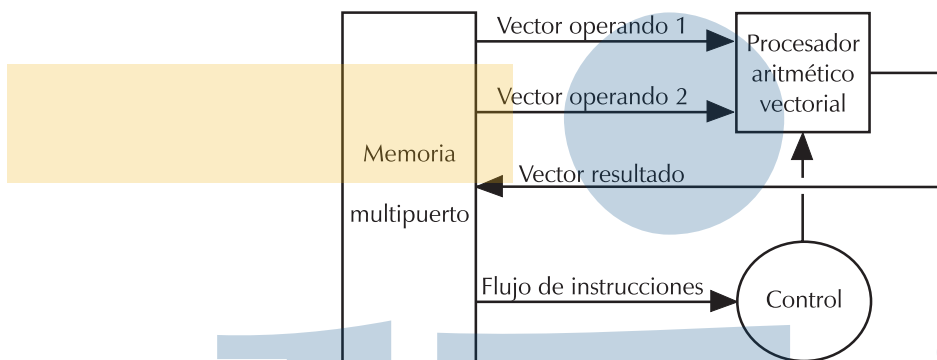 Vector operando 1
Procesador
aritmético
vectorial
Vector operando 2
Memoria
multipuerto
Vector resultado
Flujo de instrucciones
Control